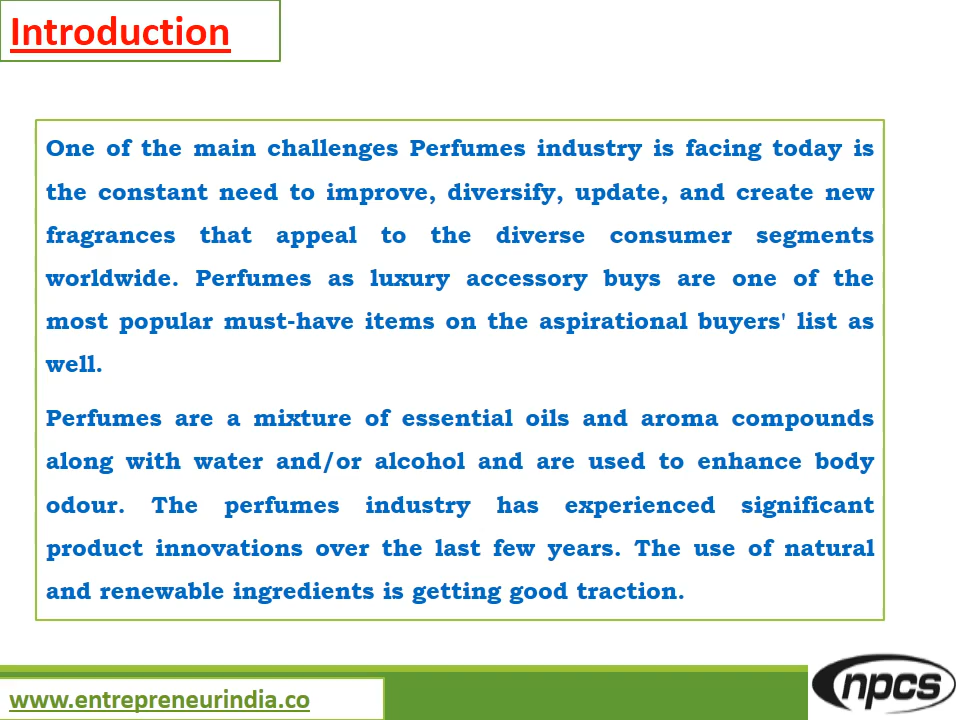 Introduction
One of the main challenges Perfumes industry is facing today is
the constant need to improve, diversify, update, and create new
fragrances that appeal to the diverse consumer segments
worldwide. Perfumes as luxury accessory buys are one of the
most popular must-have items on the aspirational buyers' list as
well.
Perfumes are a mixture of essential oils and aroma compounds
along with water and/or alcohol and are used to enhance body
odour. The perfumes industry has experienced significant
product innovations over the last few years. The use of natural
and renewable ingredients is getting good traction.
www.entrepreneurindia.co
npcs